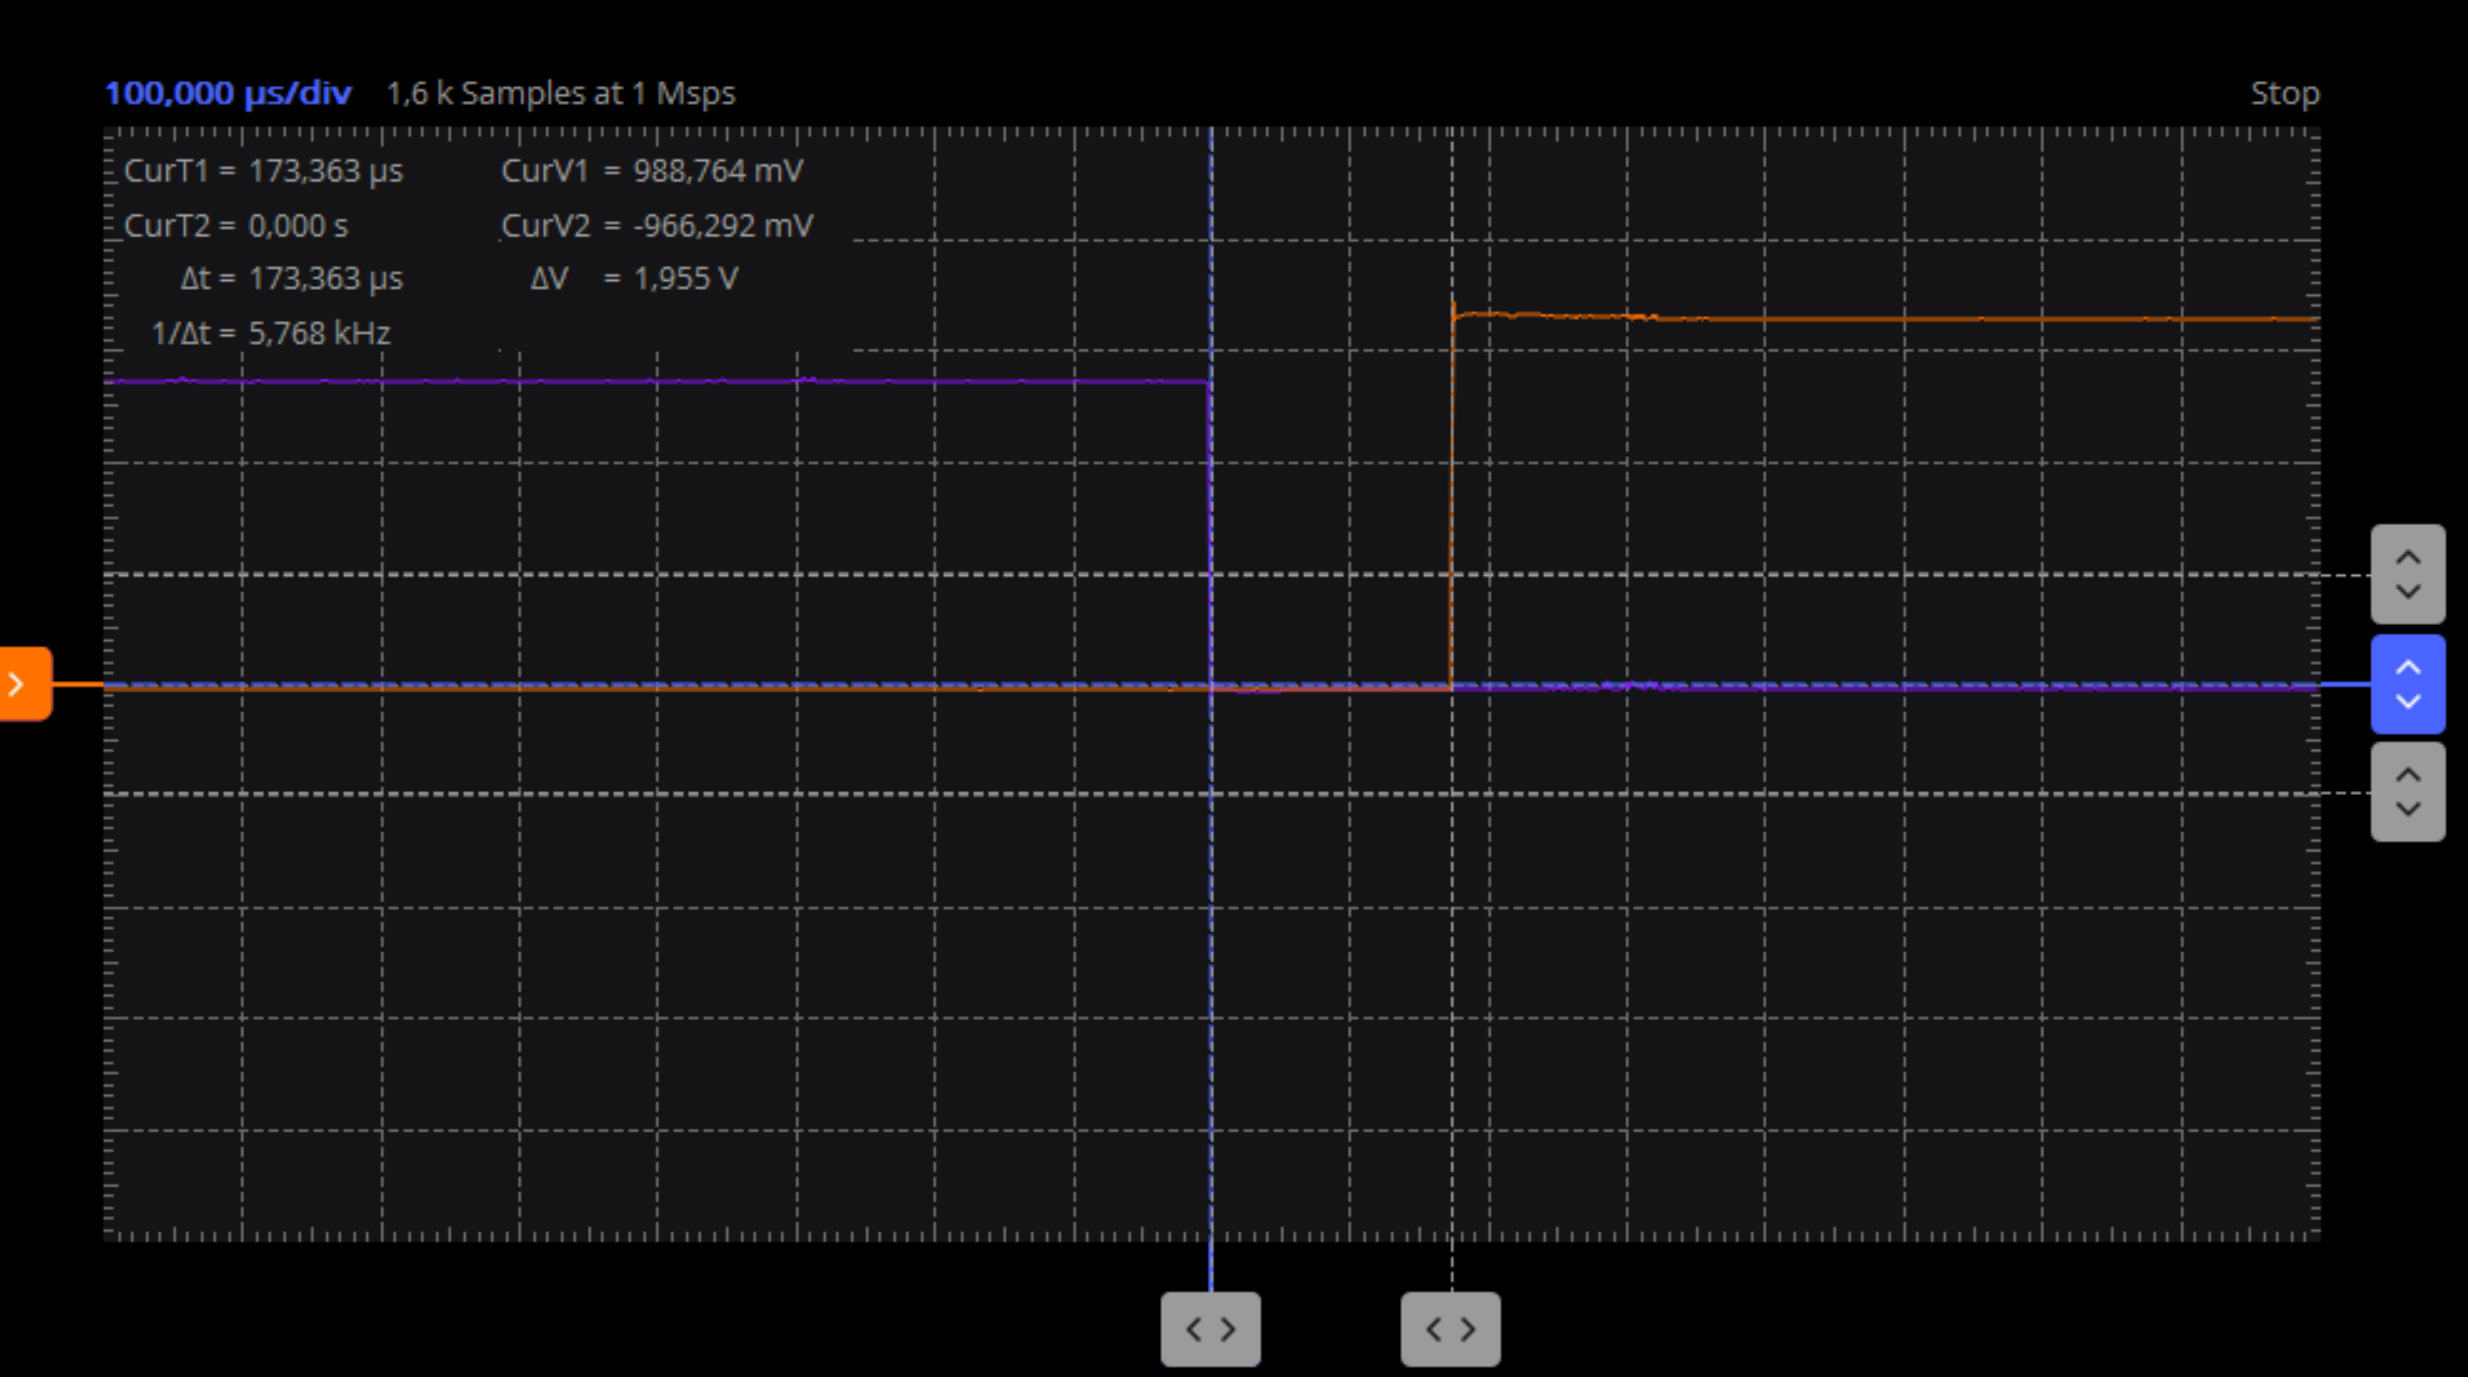 100,000 µs/div 1,6 k Samples at 1 Msps Stop
CurT1 = 173,363 µs CurV1 = 988,764 mV
CurT2 = 0,000 s CurV2 = -966,292 mV
Δt = 173,363 µs ΔV = 1,955 V
1/Δt = 5,768 kHz